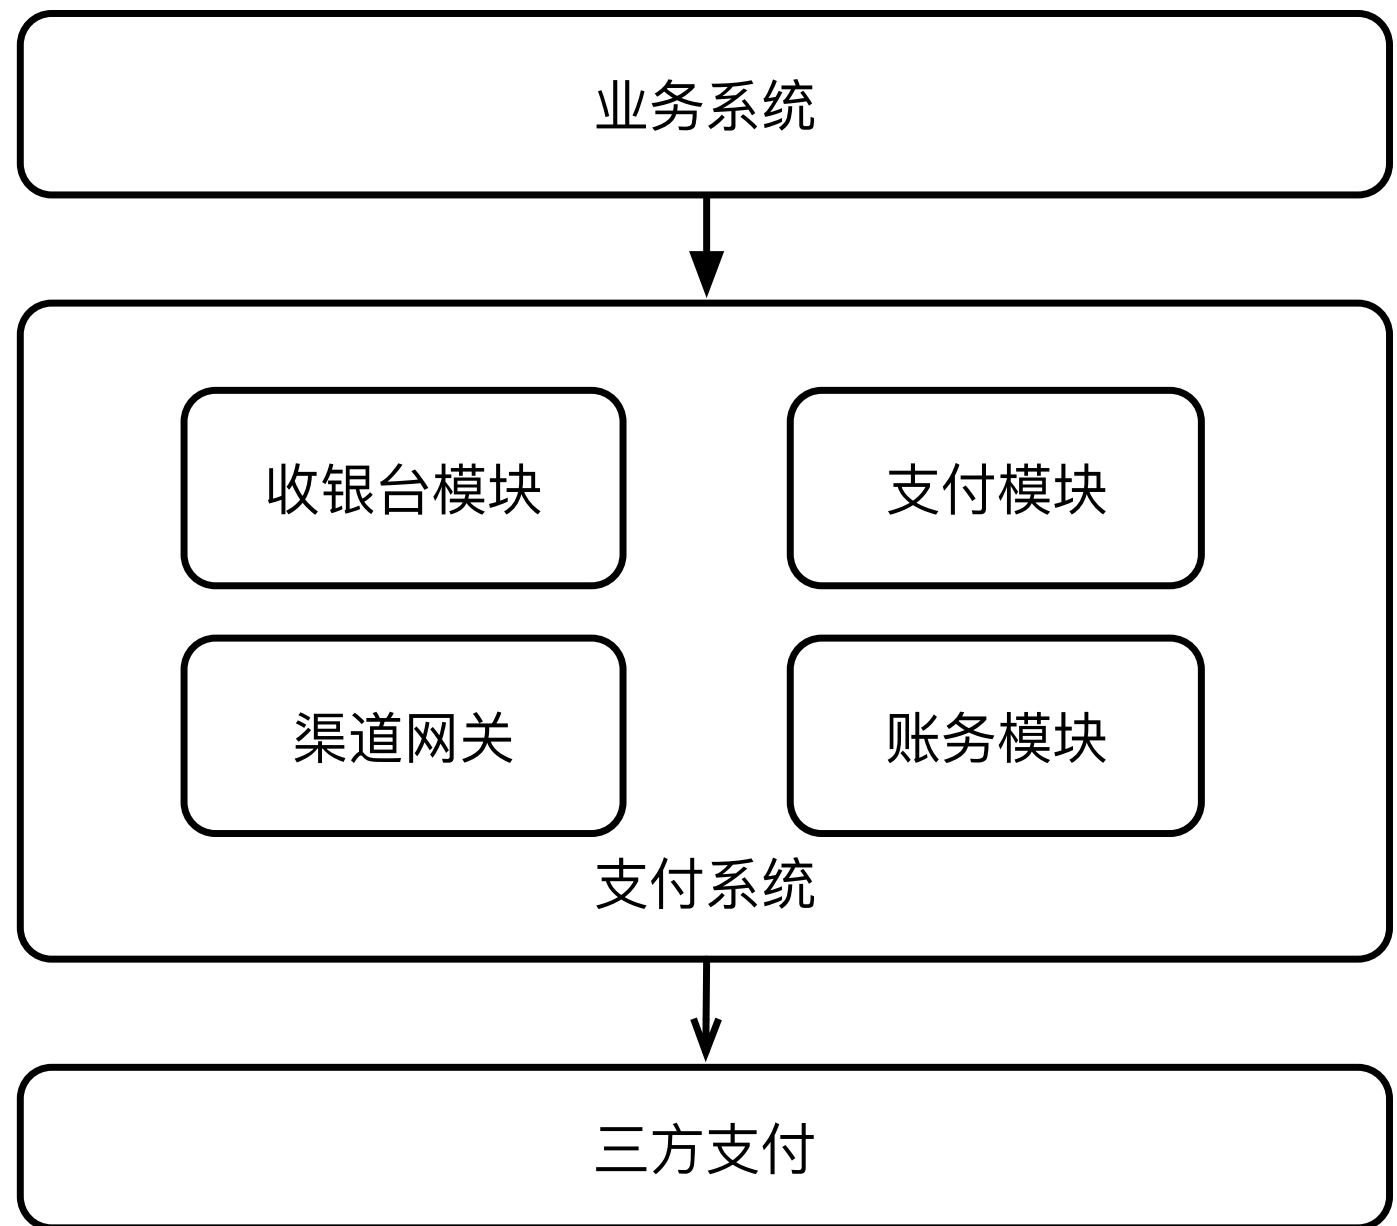 业务系统
收银台模块
支付模块
渠道网关
账务模块
支付系统
三方支付